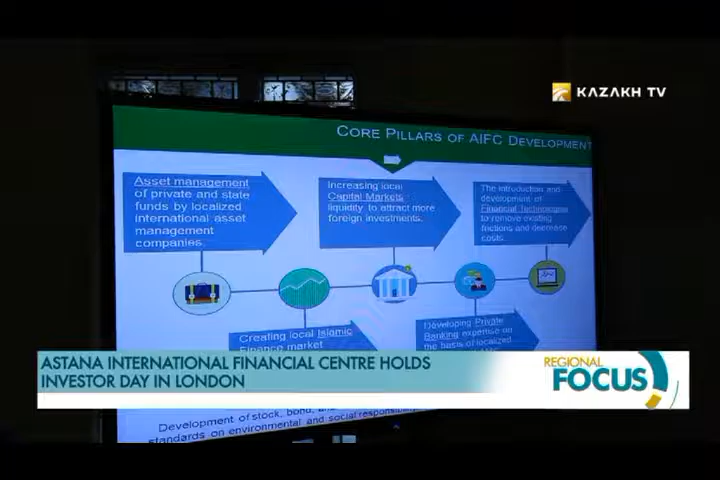 KAZAKH TV
CORE PILLARS OF AIFC DEVELOPMENT
Asset management
of private and state
funds by localized
international asset
management
companies.
Increasing local
Capital Markets
liquidity to attract more
foreign investments.
The introduction and
development of
Financial Technologies
to remove existing
frictions and decrease
costs.
Creating local Islamic
Finance market
Developing Private
Banking expertise on
the basis of localized
ASTANA INTERNATIONAL FINANCIAL CENTRE HOLDS
INVESTOR DAY IN LONDON
REGIONAL
FOCUS
Development of stock, bond,
standards on environmental and social